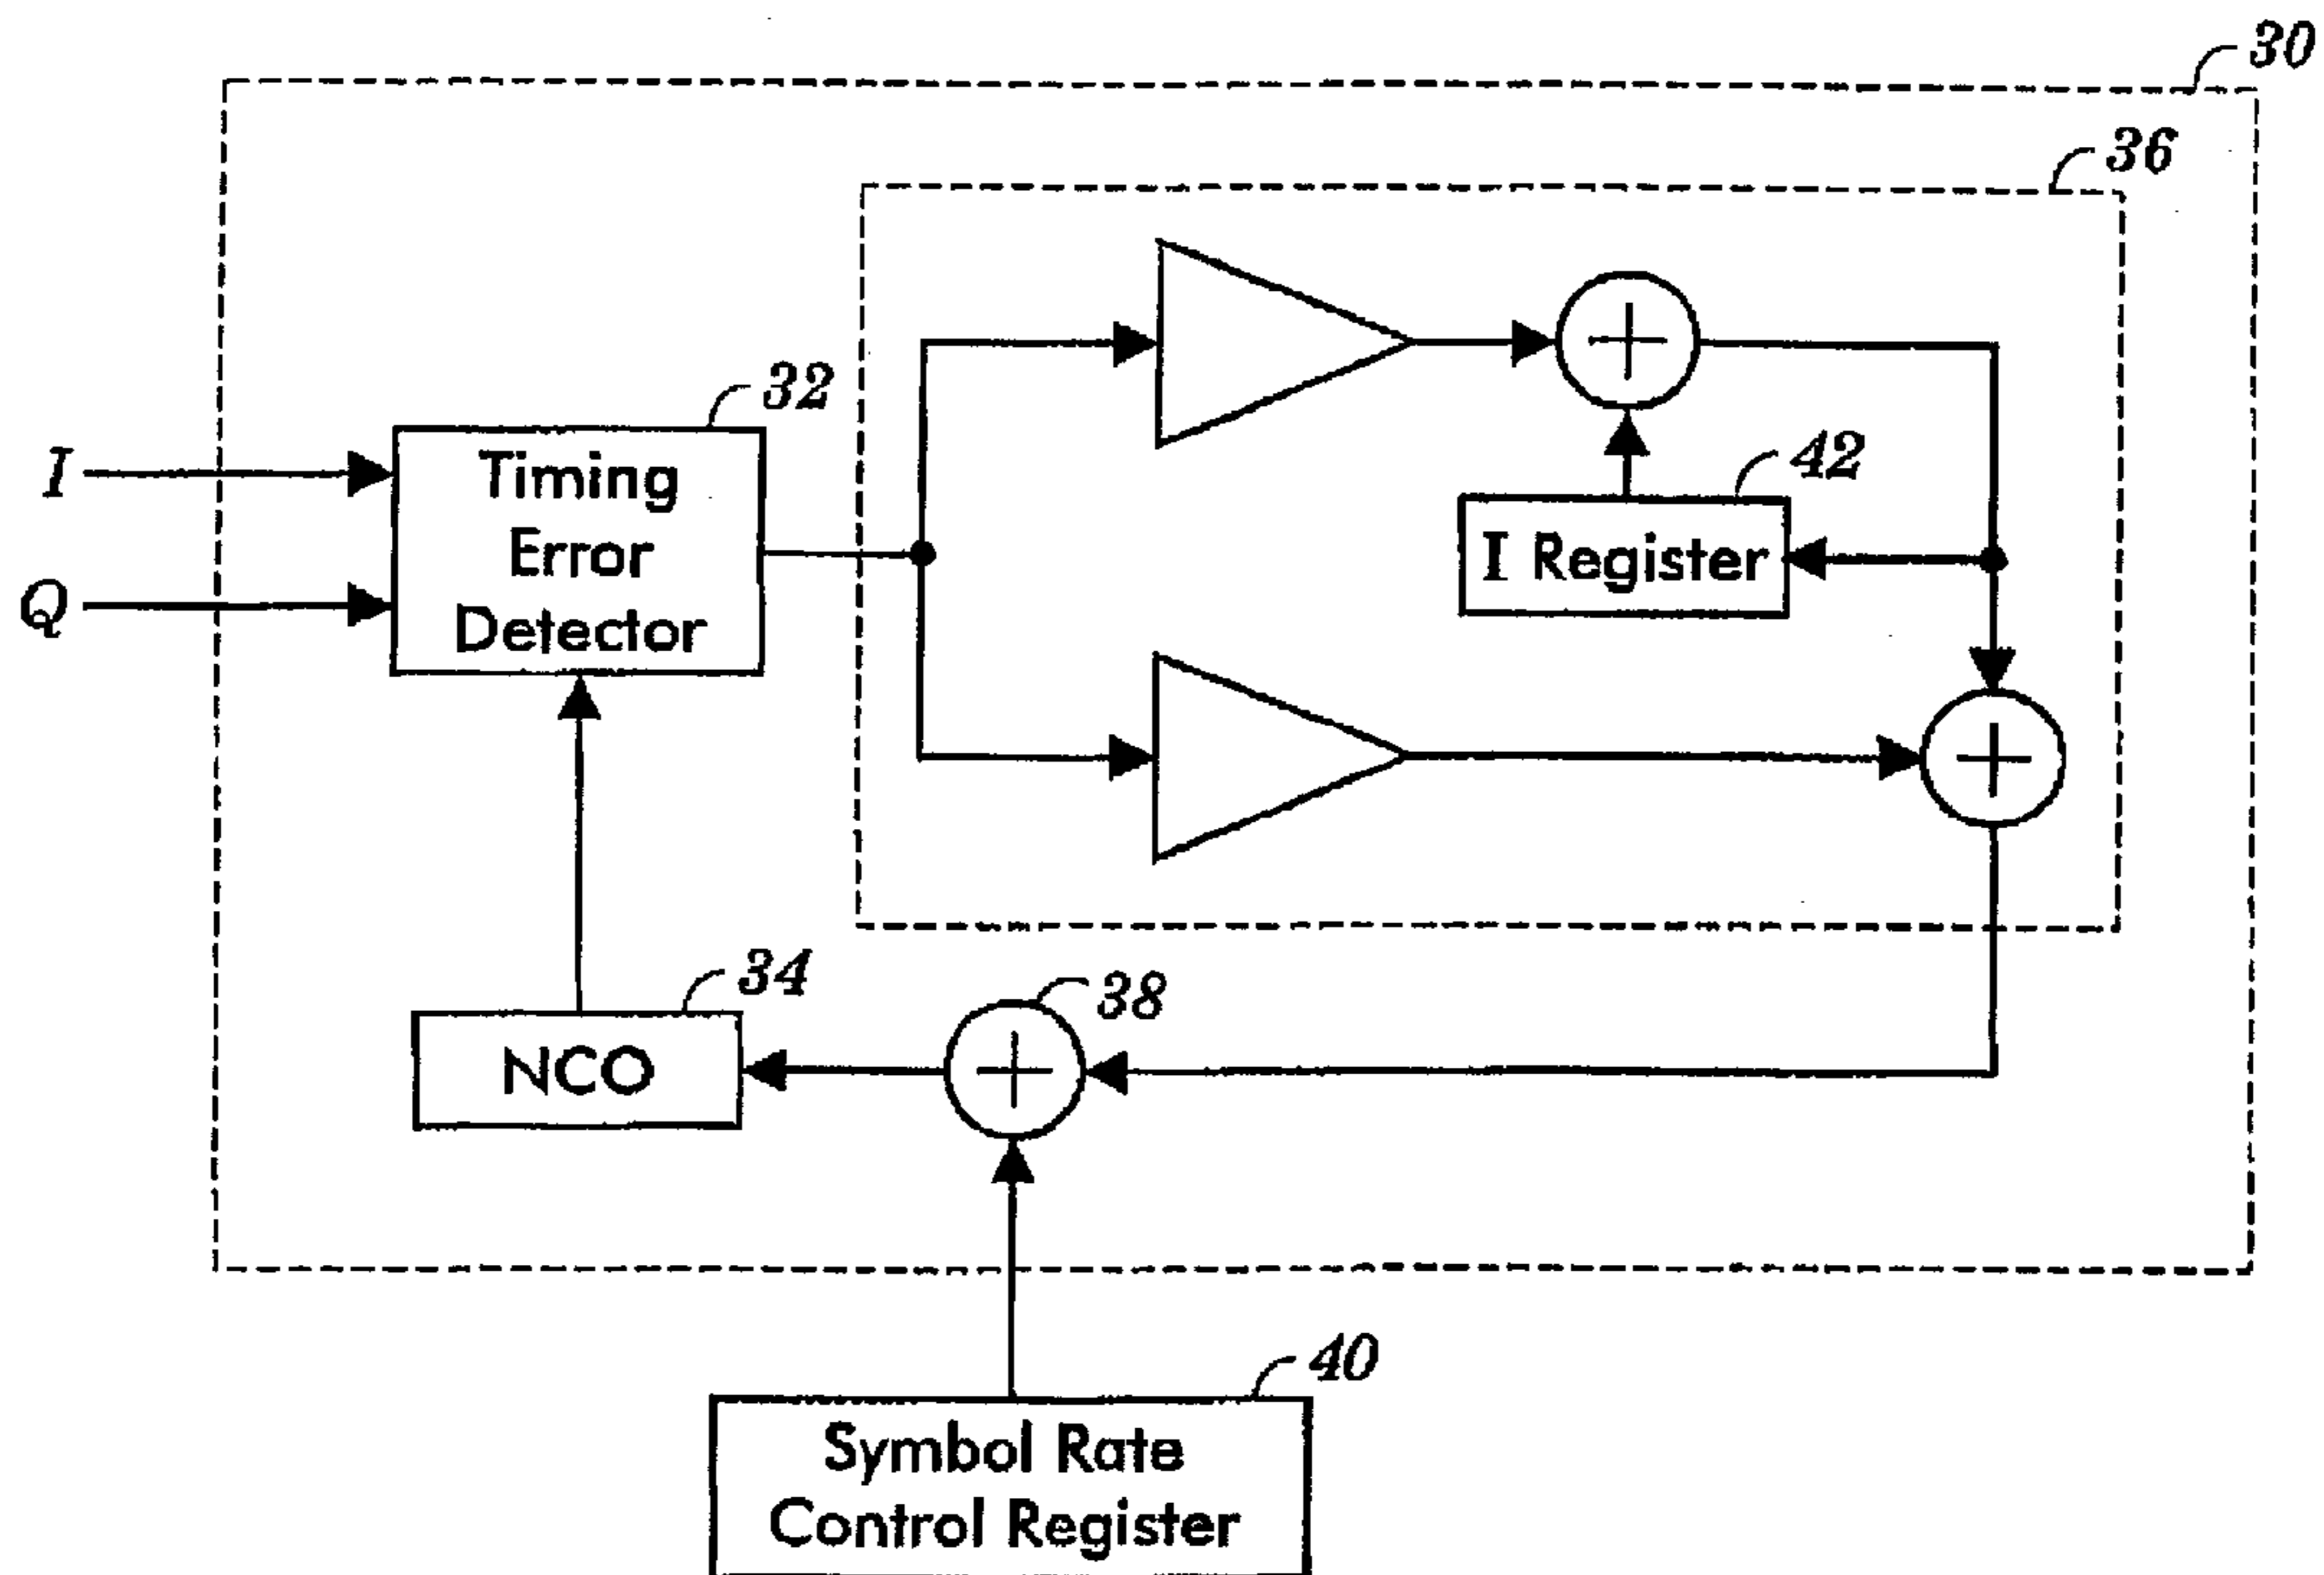 30
36
32
I
Timing
Error
Detector
Q
42
I Register
34
NCO
38
40
Symbol Rate
Control Register